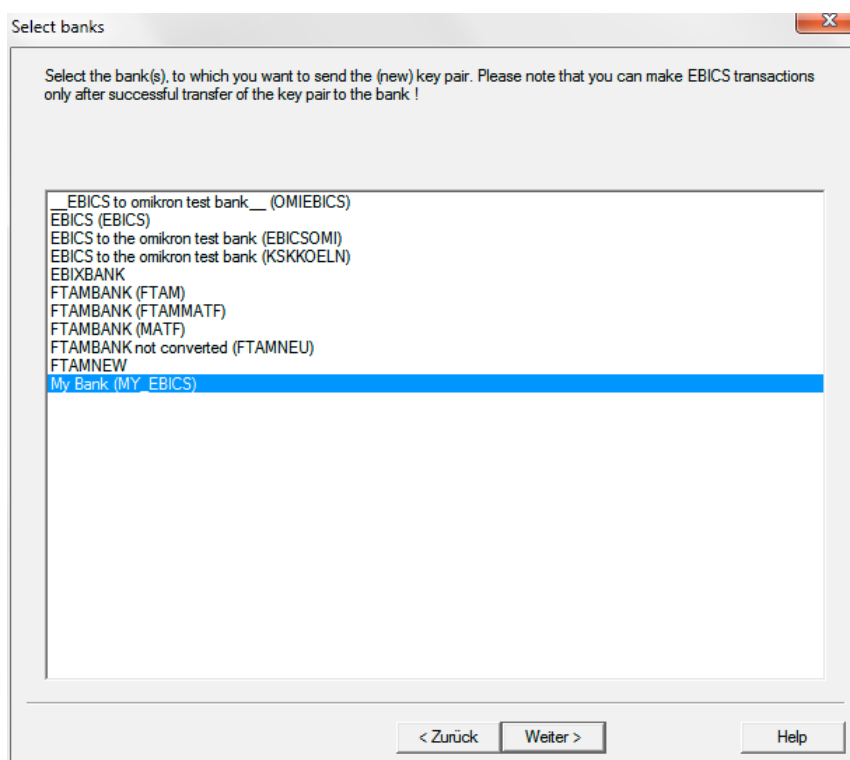 Select banks
Select the bank(s), to which you want to send the (new) key pair. Please note that you can make EBICS transactions
only after successful transfer of the key pair to the bank !
__EBICS to omikron test bank__ (OMIEBICS)
EBICS (EBICS)
EBICS to the omikron test bank (EBICSOMI)
EBICS to the omikron test bank (KSKKOELN)
EBIXBANK
FTAMBANK (FTAM)
FTAMBANK (FTAMMATF)
FTAMBANK (MATF)
FTAMBANK not converted (FTAMNEU)
FTAMNEW
My Bank (MY_EBICS)
< Zurück Weiter > Help